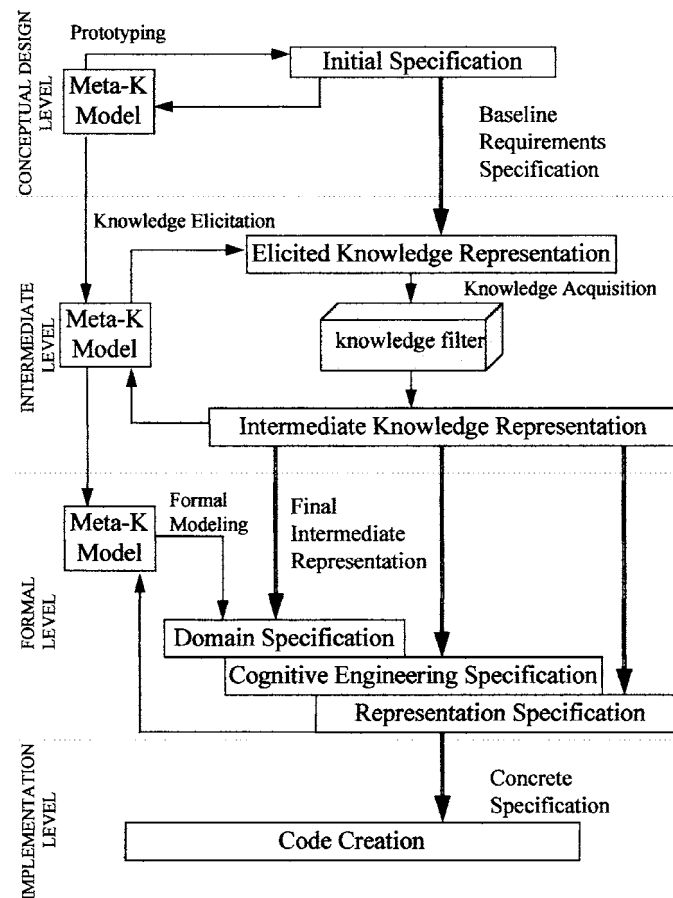 CONCEPTUAL DESIGN
LEVEL
Prototyping
Initial Specification
Meta-K
Model
Baseline
Requirements
Specification
INTERMEDIATE
LEVEL
Knowledge Elicitation
Elicited Knowledge Representation
Knowledge Acquisition
Meta-K
Model
knowledge filter
Intermediate Knowledge Representation
FORMAL
LEVEL
Meta-K
Model
Formal
Modeling
Final
Intermediate
Representation
Domain Specification
Cognitive Engineering Specification
Representation Specification
IMPLEMENTATION
LEVEL
Concrete
Specification
Code Creation